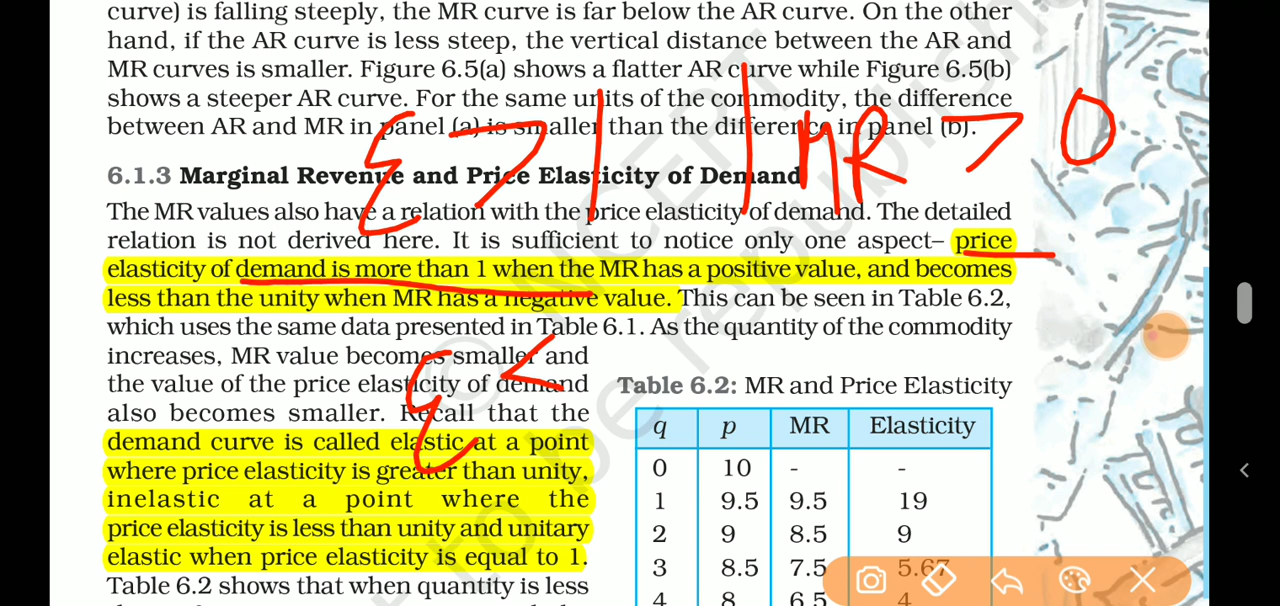 curve) is falling steeply, the MR curve is far below the AR curve. On the other
hand, if the AR curve is less steep, the vertical distance between the AR and
MR curves is smaller. Figure 6.5(a) shows a flatter AR curve while Figure 6.5(b)
shows a steeper AR curve. For the same units of the commodity, the difference
between AR and MR in panel (a) is smaller than the difference in panel (b).
ε > 1 | MR > 0
6.1.3 Marginal Revenue and Price Elasticity of Demand
The MR values also have a relation with the price elasticity of demand. The detailed
relation is not derived here. It is sufficient to notice only one aspect– price
elasticity of demand is more than 1 when the MR has a positive value, and becomes
less than the unity when MR has a negative value. This can be seen in Table 6.2,
which uses the same data presented in Table 6.1. As the quantity of the commodity
increases, MR value becomes smaller and
the value of the price elasticity of demand
also becomes smaller. Recall that the
demand curve is called elastic at a point
where price elasticity is greater than unity,
inelastic at a point where the
price elasticity is less than unity and unitary
elastic when price elasticity is equal to 1.
Table 6.2 shows that when quantity is less
ε <
Table 6.2: MR and Price Elasticity
q p MR Elasticity
0 10 - -
1 9.5 9.5 19
2 9 8.5 9
3 8.5 7.5 5.67
4 8 6.5 4
© NCERT
to be republished